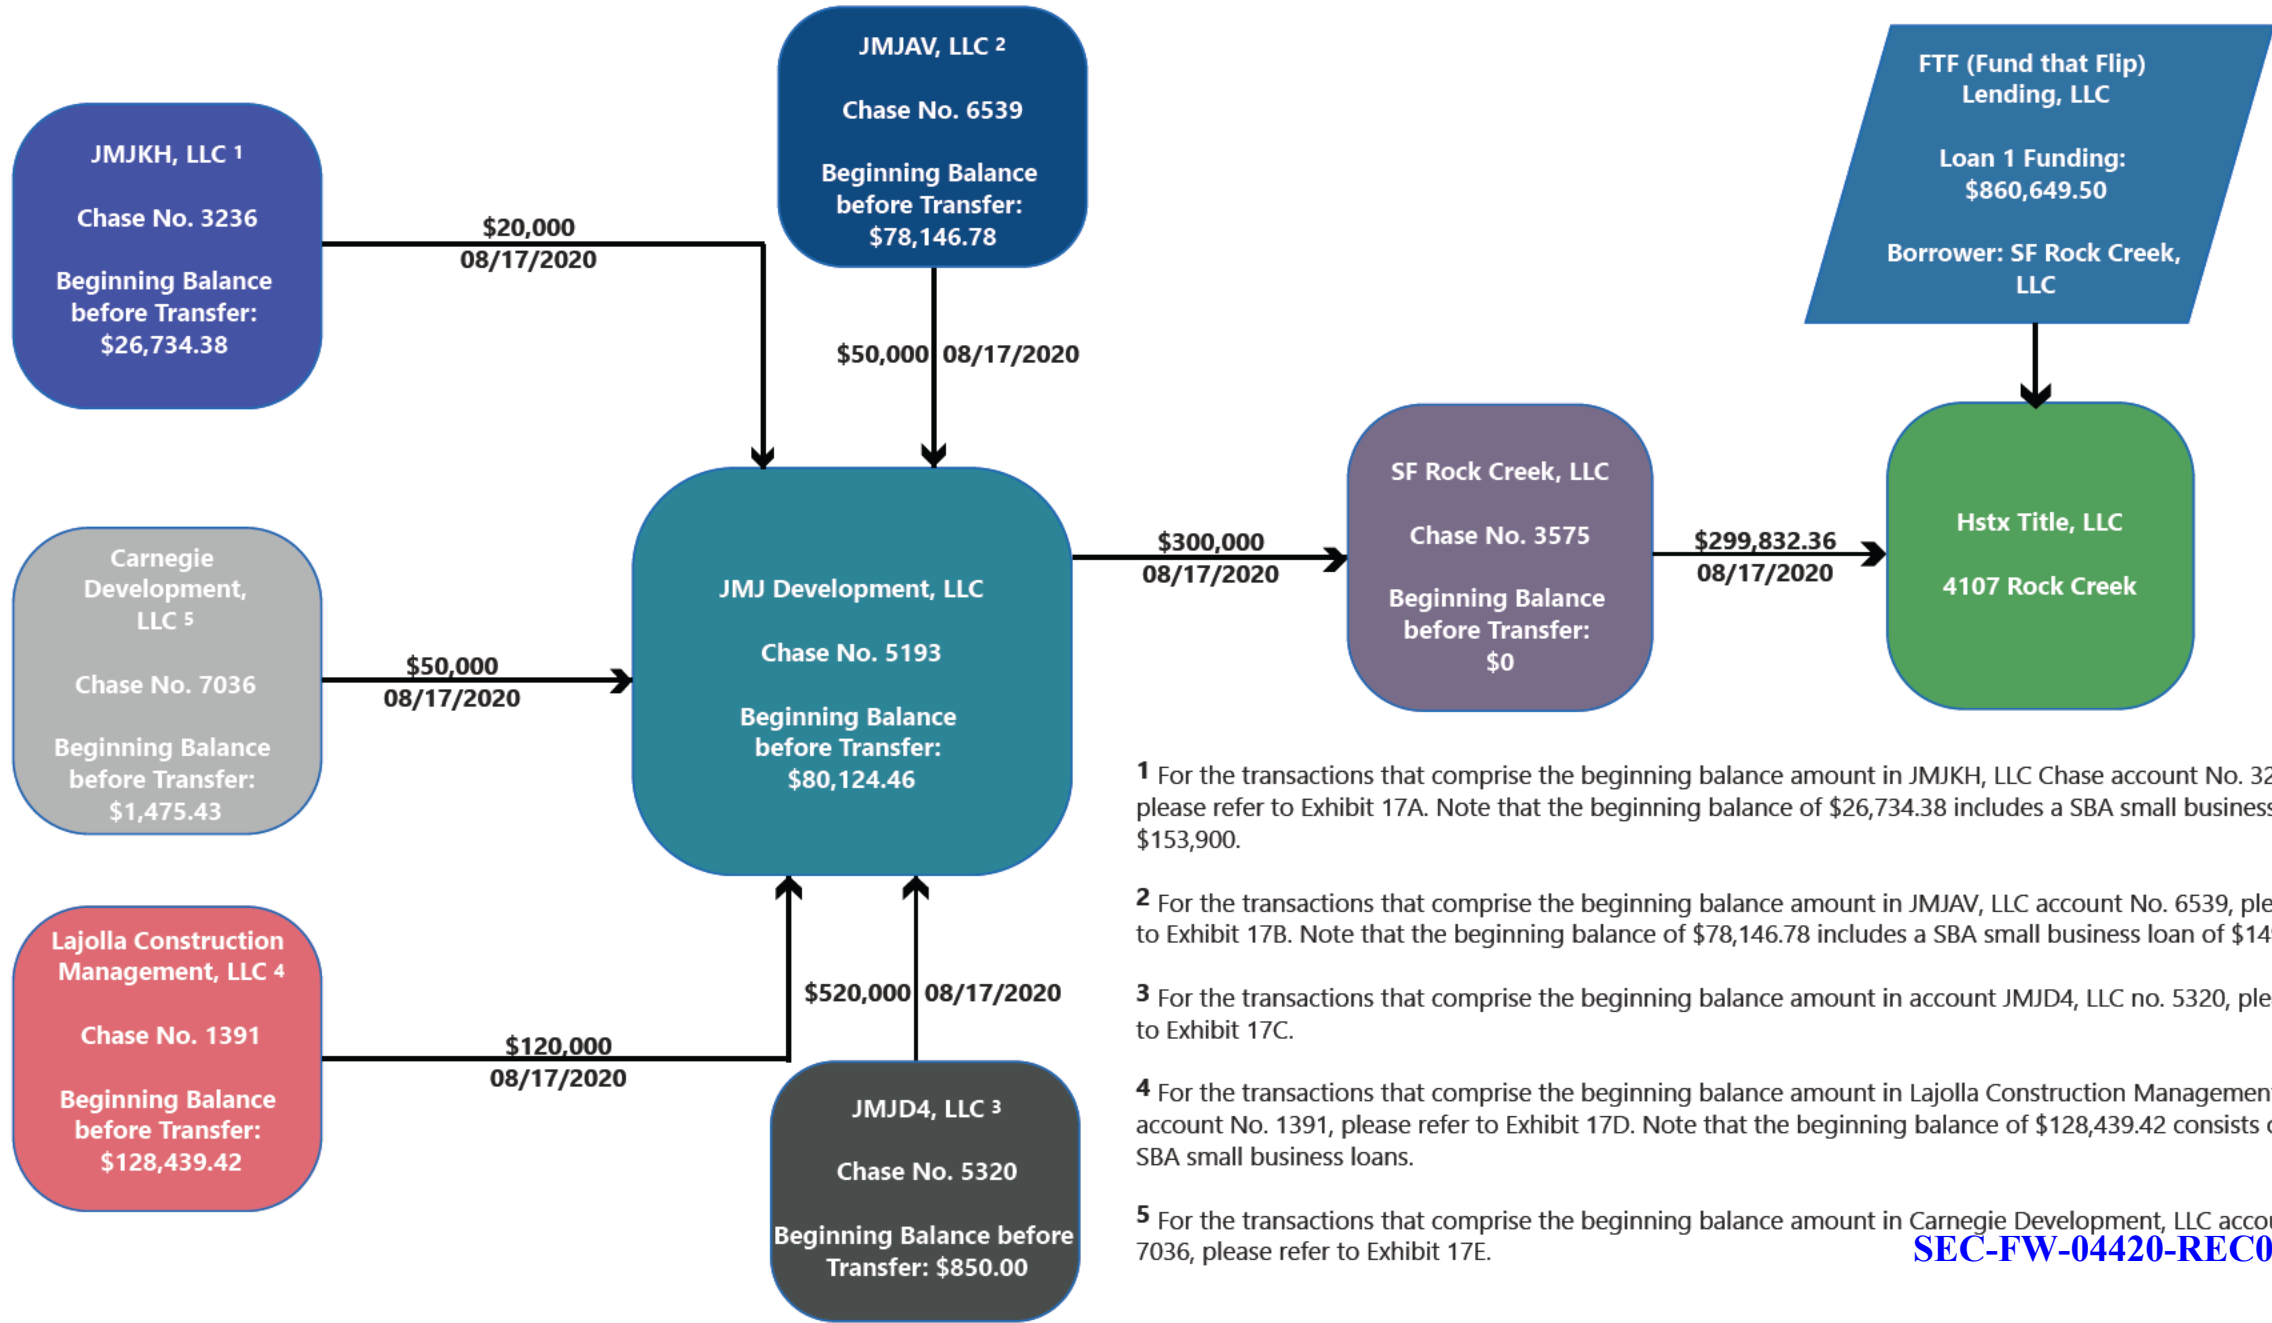 JMJAV, LLC 2
Chase No. 6539
Beginning Balance
before Transfer:
$78,146.78
FTF (Fund that Flip)
Lending, LLC
Loan 1 Funding:
$860,649.50
Borrower: SF Rock Creek,
LLC
JMJKH, LLC 1
Chase No. 3236
Beginning Balance
before Transfer:
$26,734.38
$20,000
08/17/2020
$50,000 08/17/2020
Carnegie
Development,
LLC 5
Chase No. 7036
Beginning Balance
before Transfer:
$1,475.43
$50,000
08/17/2020
JMJ Development, LLC
Chase No. 5193
Beginning Balance
before Transfer:
$80,124.46
$300,000
08/17/2020
SF Rock Creek, LLC
Chase No. 3575
Beginning Balance
before Transfer:
$0
$299,832.36
08/17/2020
Hstx Title, LLC
4107 Rock Creek
Lajolla Construction
Management, LLC 4
Chase No. 1391
Beginning Balance
before Transfer:
$128,439.42
$120,000
08/17/2020
$520,000 08/17/2020
JMJD4, LLC 3
Chase No. 5320
Beginning Balance before
Transfer: $850.00
1 For the transactions that comprise the beginning balance amount in JMJKH, LLC Chase account No. 32
please refer to Exhibit 17A. Note that the beginning balance of $26,734.38 includes a SBA small business
$153,900.
2 For the transactions that comprise the beginning balance amount in JMJAV, LLC account No. 6539, ple
to Exhibit 17B. Note that the beginning balance of $78,146.78 includes a SBA small business loan of $14
3 For the transactions that comprise the beginning balance amount in account JMJD4, LLC no. 5320, ple
to Exhibit 17C.
4 For the transactions that comprise the beginning balance amount in Lajolla Construction Management
account No. 1391, please refer to Exhibit 17D. Note that the beginning balance of $128,439.42 consists
SBA small business loans.
5 For the transactions that comprise the beginning balance amount in Carnegie Development, LLC accou
7036, please refer to Exhibit 17E.
SEC-FW-04420-REC0